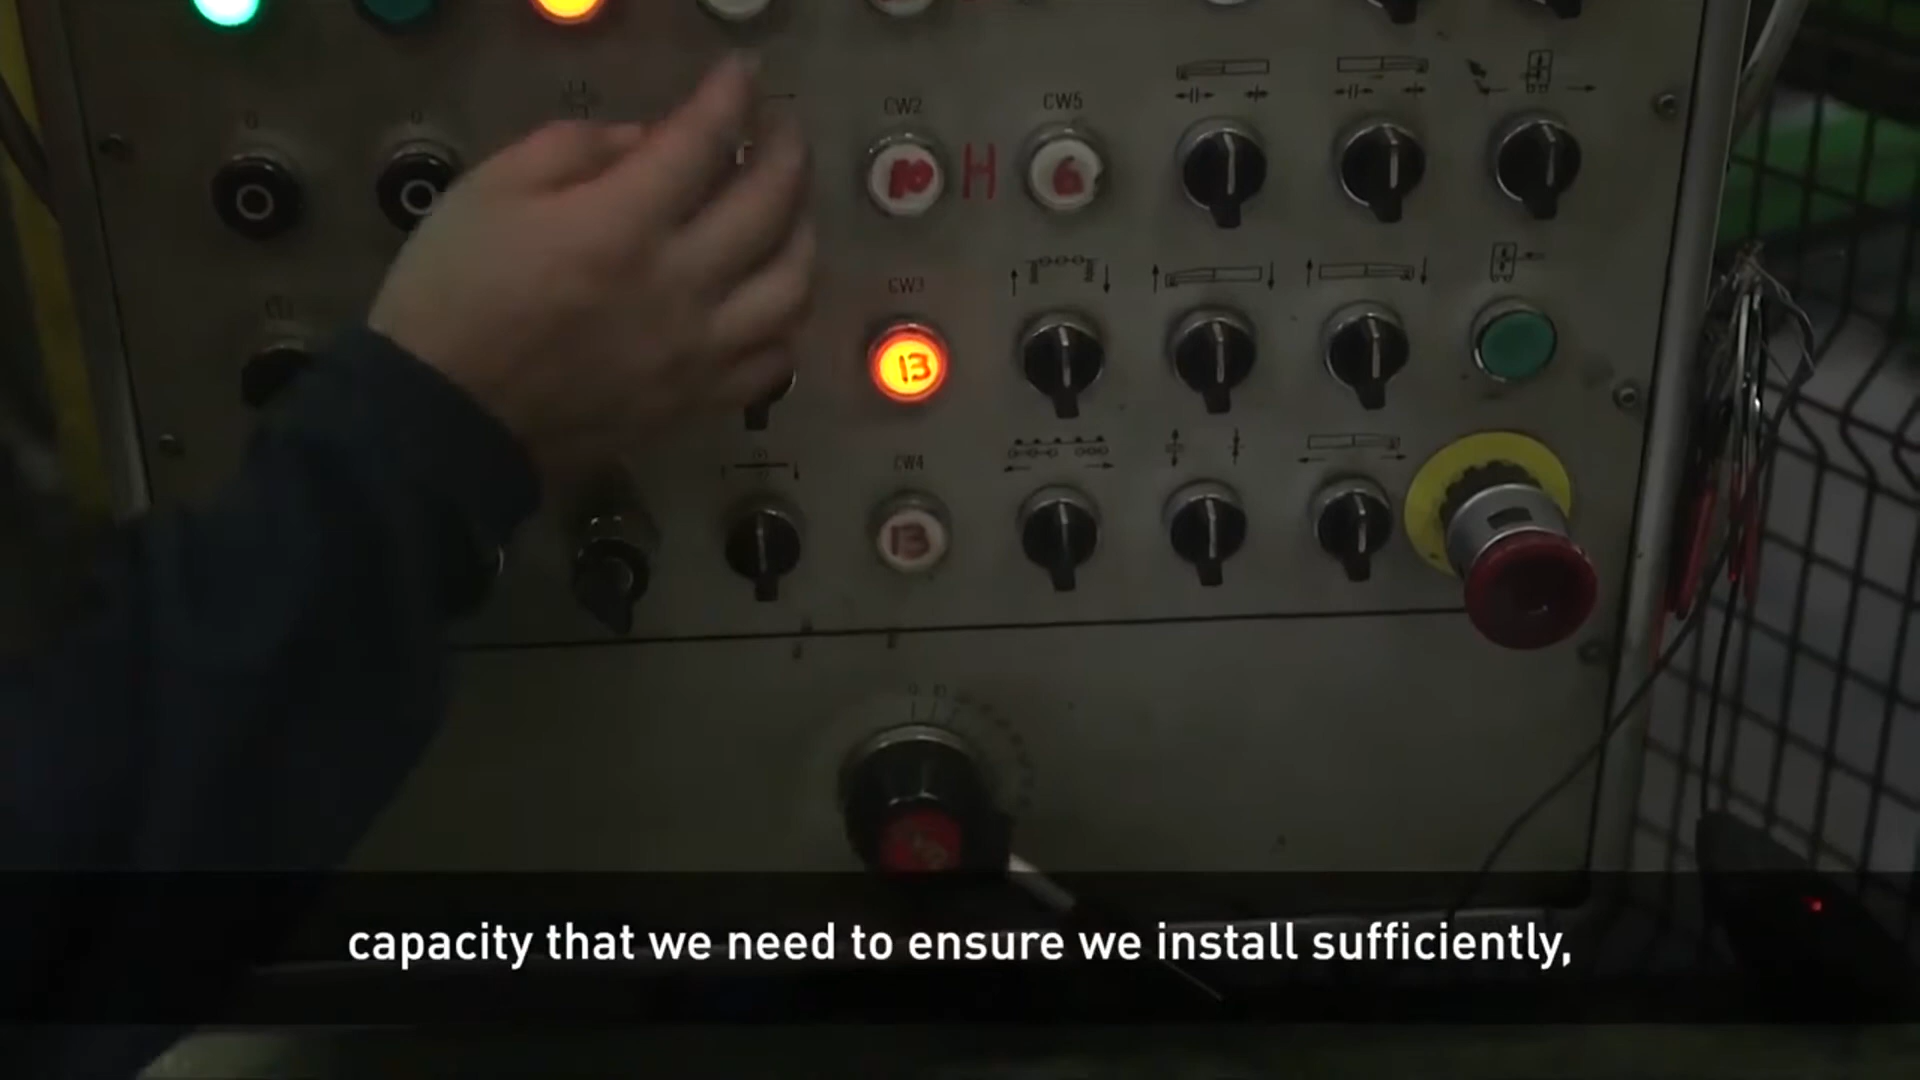 CW2
CW5
10
H
6
CW3
13
CW4
13
capacity that we need to ensure we install sufficiently,